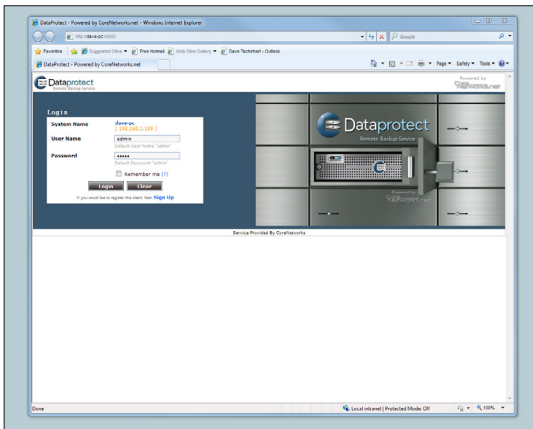 DataProtect - Powered by CoreNetworks.net - Windows Internet Explorer
Google
Favorites
Suggested Sites
Free Hotmail
Web Slice Gallery
DataProtect - Powered by CoreNetworks.net
Page
Safety
Tools
Dataprotect
Remote Backup Service
Powered by
Login
System Name
dave-pc
User Name
admin
Default User Name "admin"
Password
•••••
Default Password "admin"
Remember me (?)
Login
Clear
If you would like to register this client, then Sign Up
Dataprotect
Remote Backup Service
Service Provided By CoreNetworks
Done
Local intranet | Protected Mode: Off
100%